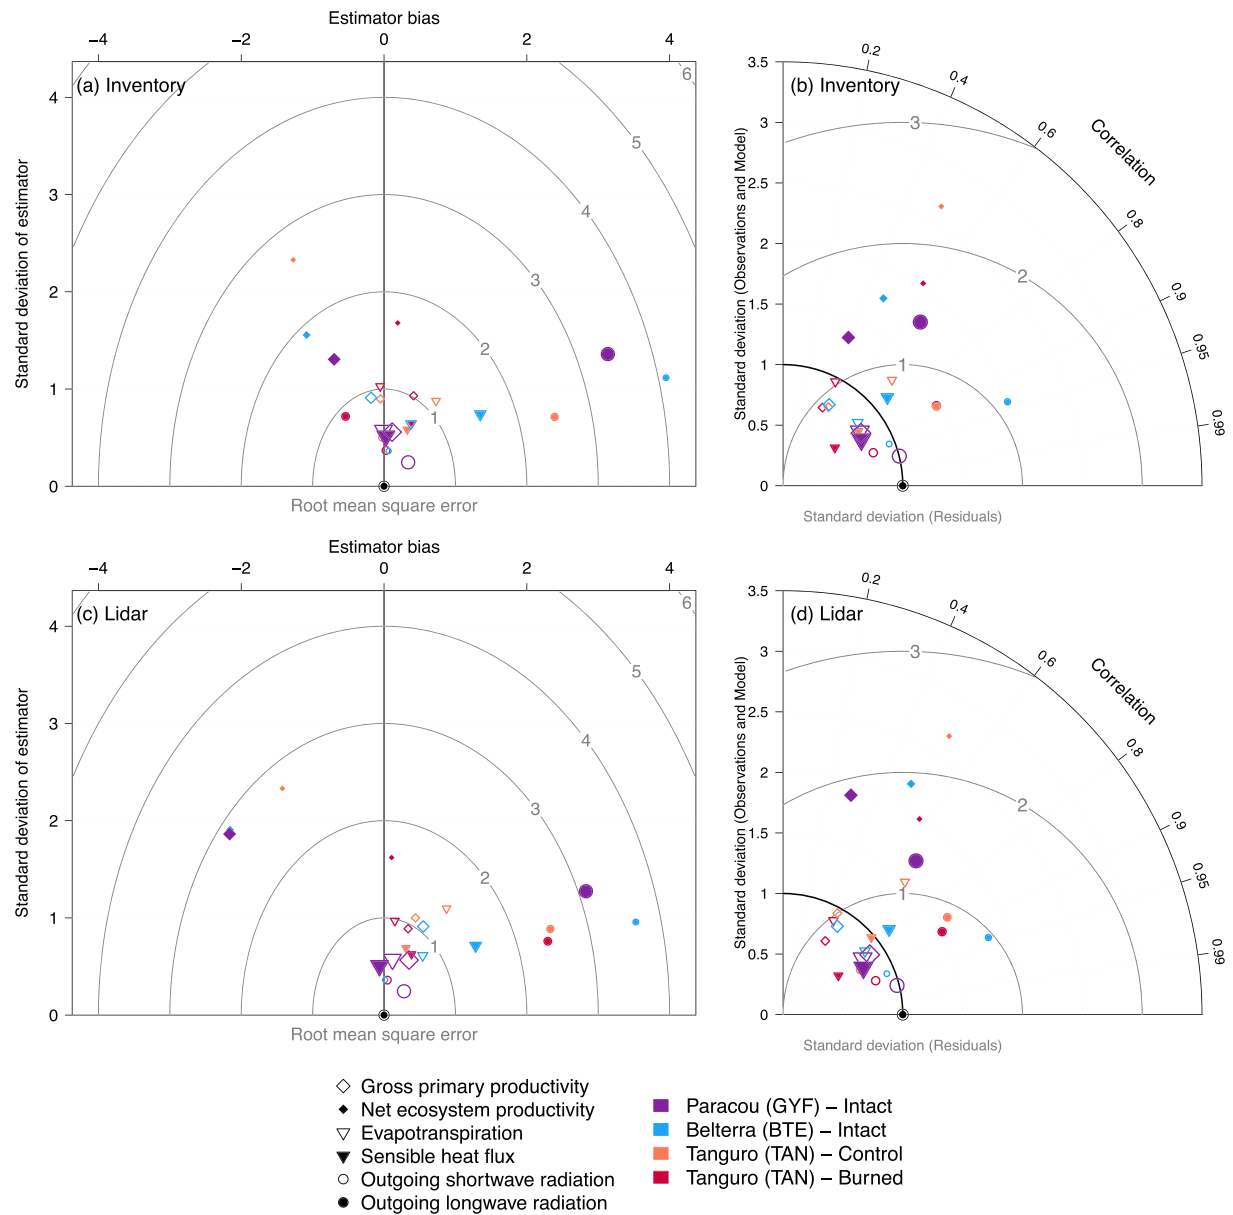 Estimator bias
−4 −2 0 2 4
(a) Inventory
Standard deviation of estimator
4
3
2
1
0
6
5
4
3
2
1
Root mean square error
(b) Inventory
Standard deviation (Observations and Model)
3.5
3
2.5
2
1.5
1
0.5
0
3
2
1
0.2
0.4
0.6
0.8
0.9
0.95
0.99
Correlation
Standard deviation (Residuals)
Estimator bias
−4 −2 0 2 4
(c) Lidar
Standard deviation of estimator
4
3
2
1
0
6
5
4
3
2
1
Root mean square error
(d) Lidar
Standard deviation (Observations and Model)
3.5
3
2.5
2
1.5
1
0.5
0
3
2
1
0.2
0.4
0.6
0.8
0.9
0.95
0.99
Correlation
Standard deviation (Residuals)
Gross primary productivity
Net ecosystem productivity
Evapotranspiration
Sensible heat flux
Outgoing shortwave radiation
Outgoing longwave radiation
Paracou (GYF) – Intact
Belterra (BTE) – Intact
Tanguro (TAN) – Control
Tanguro (TAN) – Burned